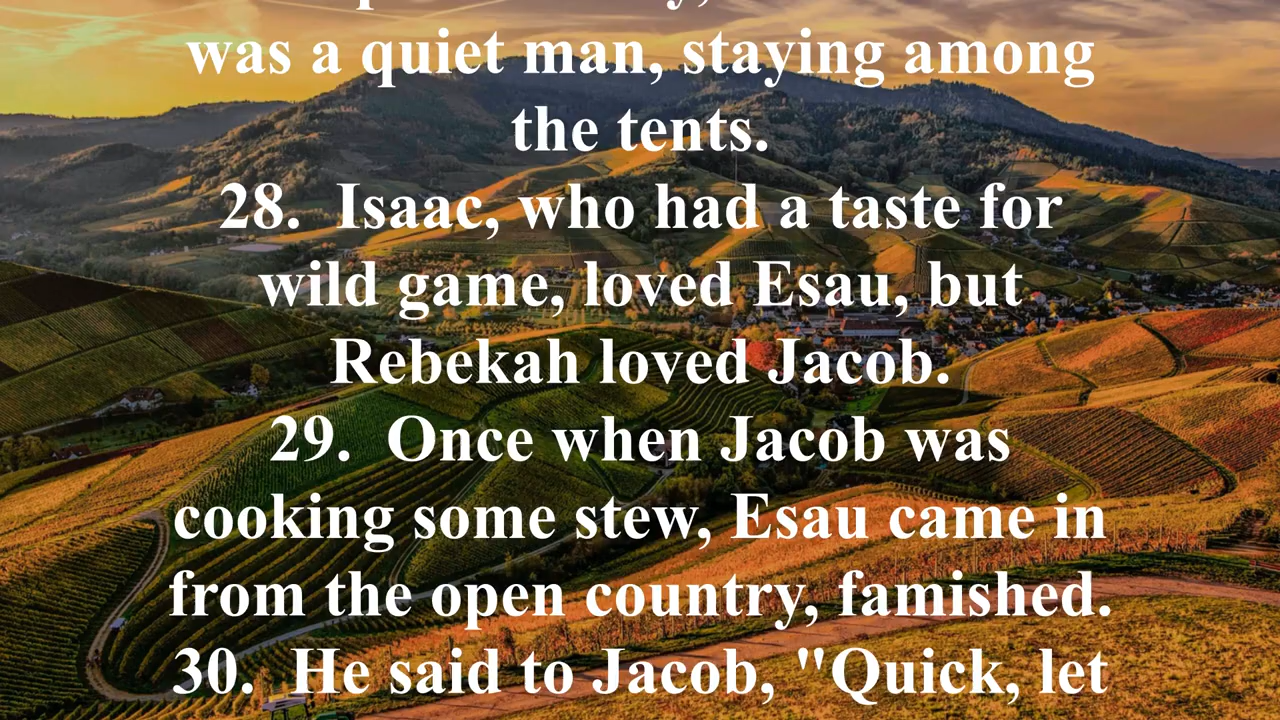 was a quiet man, staying among
the tents.
28. Isaac, who had a taste for
wild game, loved Esau, but
Rebekah loved Jacob.
29. Once when Jacob was
cooking some stew, Esau came in
from the open country, famished.
30. He said to Jacob, "Quick, let